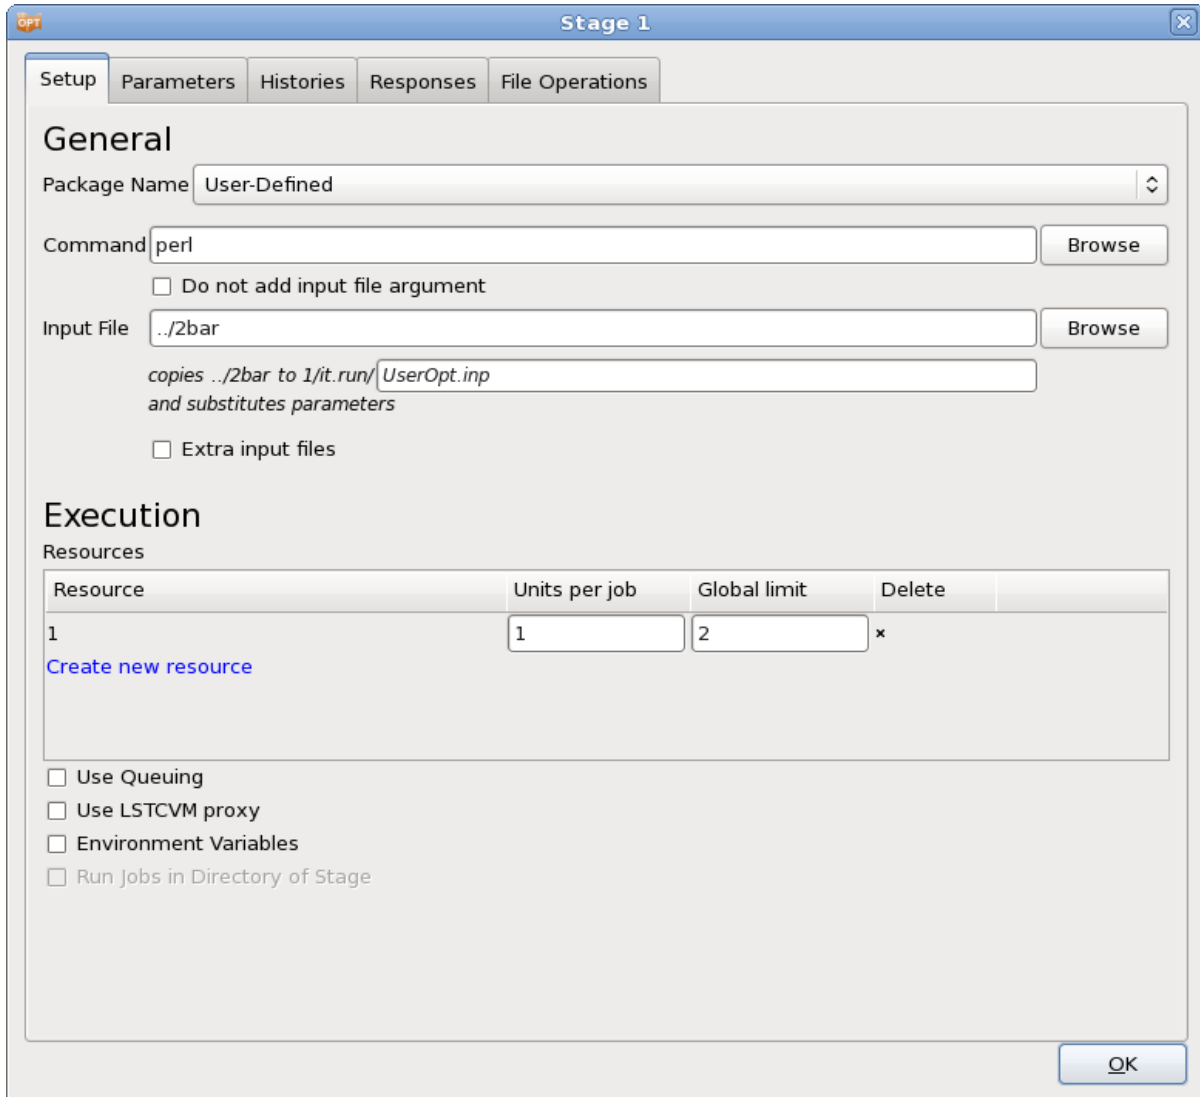 OPT Stage 1
Setup Parameters Histories Responses File Operations
General
Package Name User-Defined
Command perl Browse
Do not add input file argument
Input File ../2bar Browse
copies ../2bar to 1/it.run/ UserOpt.inp
and substitutes parameters
Extra input files
Execution
Resources
Resource Units per job Global limit Delete
1 1 2 ×
Create new resource
Use Queuing
Use LSTCVM proxy
Environment Variables
Run Jobs in Directory of Stage
OK